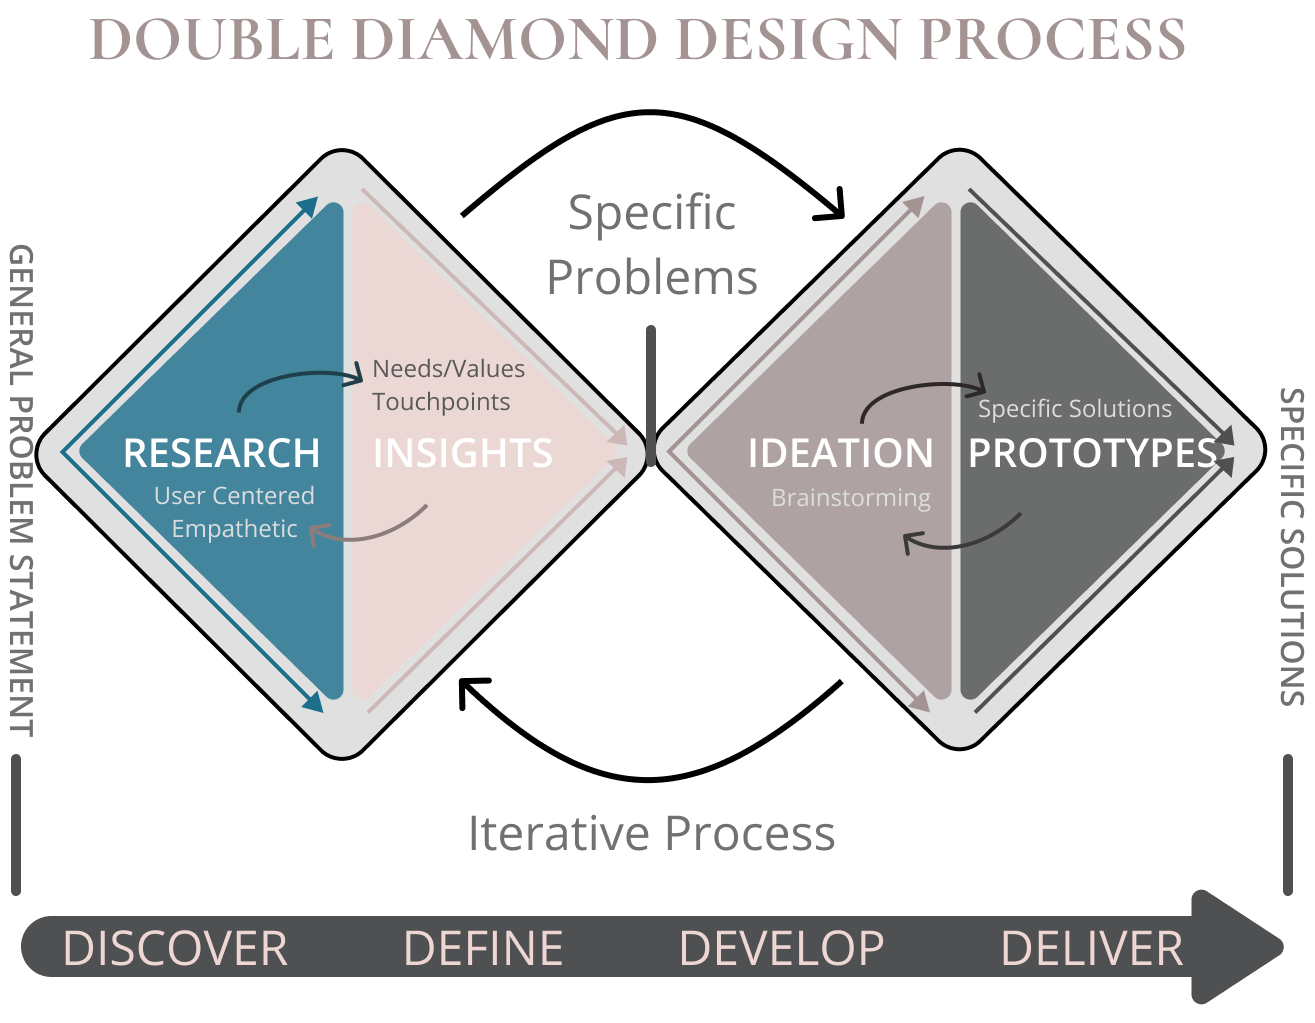 DOUBLE DIAMOND DESIGN PROCESS
Specific
Problems
GENERAL PROBLEM STATEMENT
Needs/Values
Touchpoints
RESEARCH
INSIGHTS
User Centered
Empathetic
Specific Solutions
IDEATION
PROTOTYPES
Brainstorming
SPECIFIC SOLUTIONS
Iterative Process
DISCOVER
DEFINE
DEVELOP
DELIVER